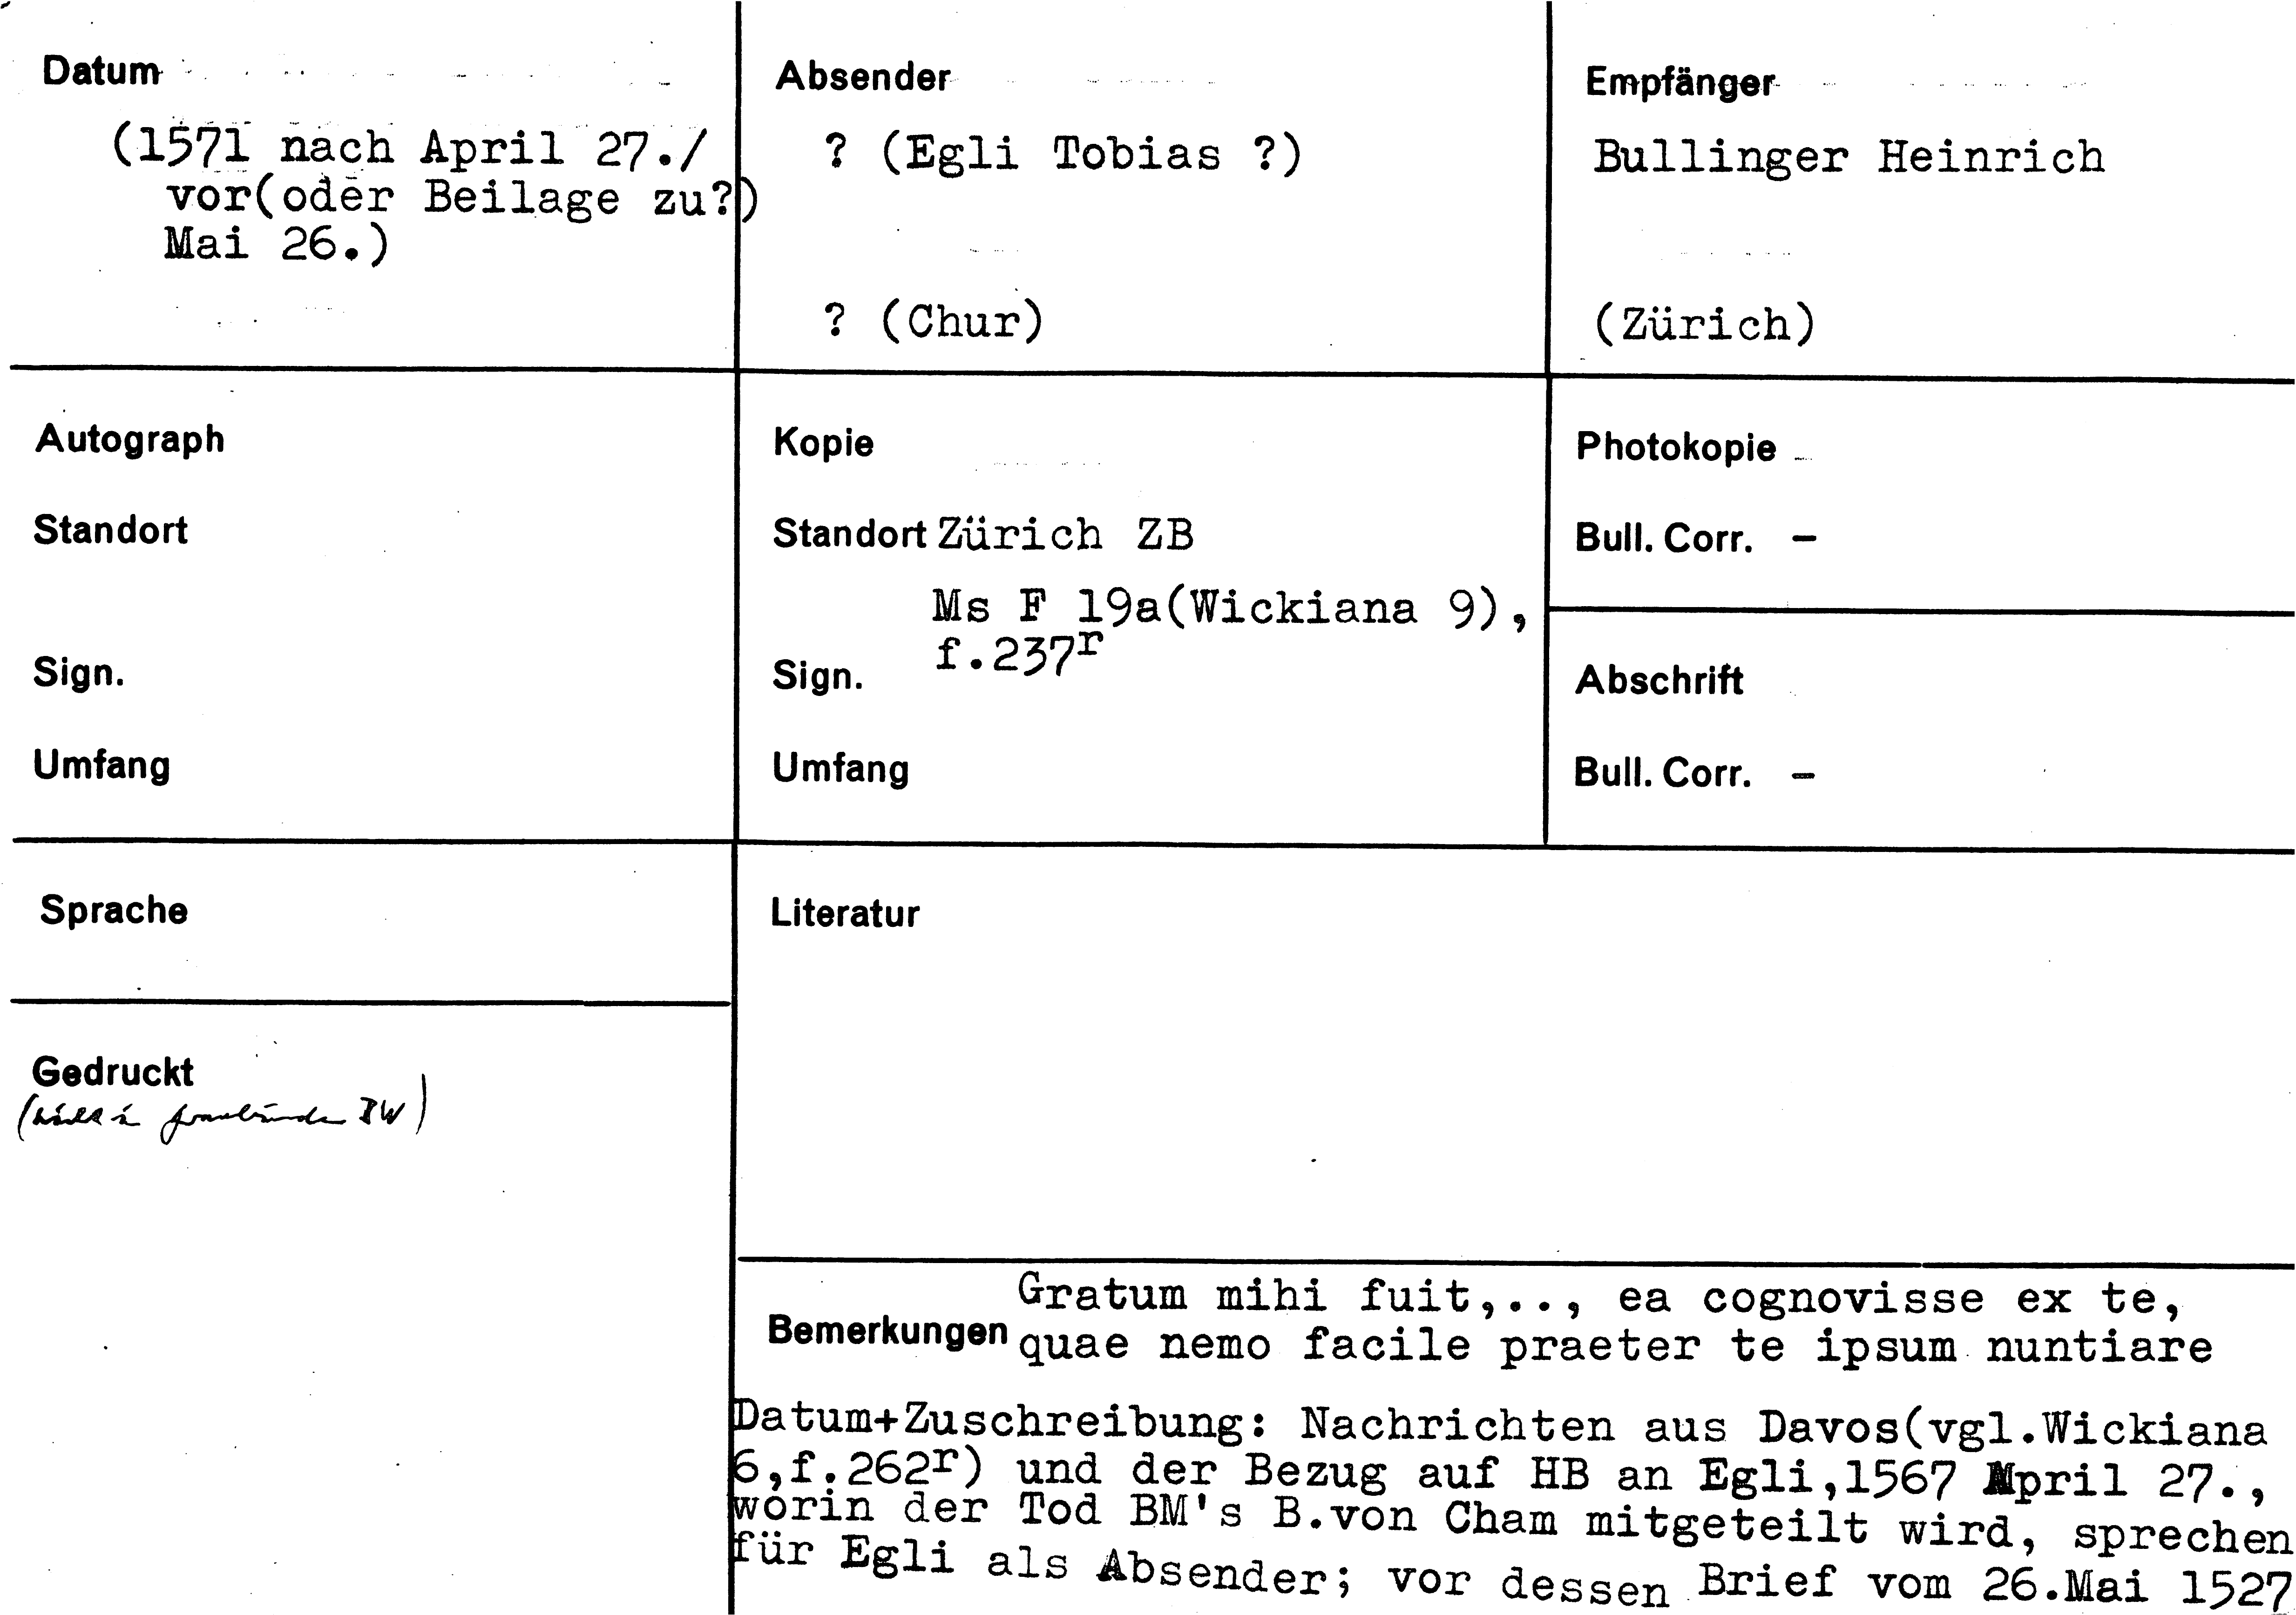 Datum
(1571 nach April 27./
vor(oder Beilage zu?)
Mai 26.)
Absender
? (Egli Tobias ?)
? (Chur)
Empfänger
Bullinger Heinrich
(Zürich)
Autograph
Standort
Sign.
Umfang
Kopie
Standort Zürich ZB
Ms F 19a(Wickiana 9),
f.237r
Sign.
Umfang
Photokopie
Bull. Corr. –
Abschrift
Bull. Corr. –
Sprache
Gedruckt
BW)
Literatur
Gratum mihi fuit,.., ea cognovisse ex te,
Bemerkungen quae nemo facile praeter te ipsum nuntiare
Datum+Zuschreibung: Nachrichten aus Davos(vgl.Wickiana
6,f.262r) und der Bezug auf HB an Egli,1567 April 27.,
worin der Tod BM's B.von Cham mitgeteilt wird, sprechen
für Egli als Absender; vor dessen Brief vom 26.Mai 1527